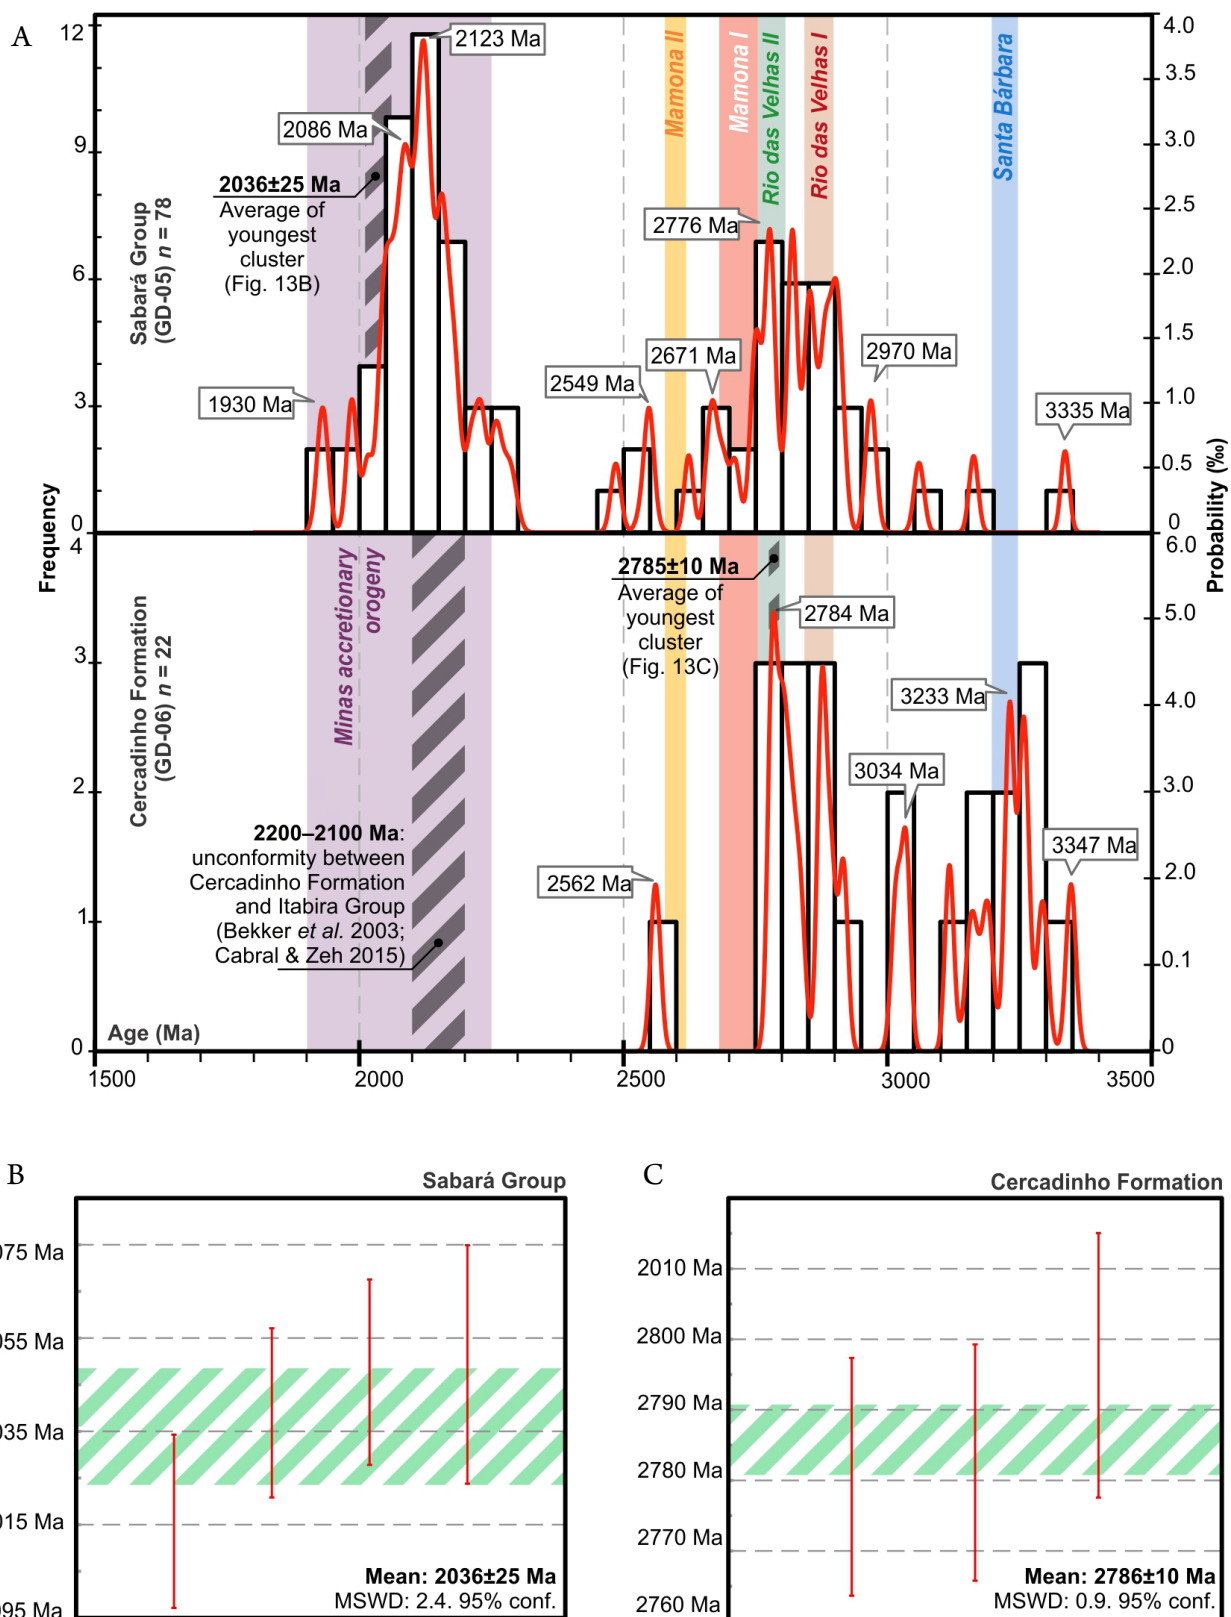 A
12
9
6
3
0
Frequency
4.0
3.5
3.0
2.5
2.0
1.5
1.0
0.5
0
Probability (‰)
Sabará Group
(GD-05) n = 78
2123 Ma
2086 Ma
2036±25 Ma
Average of
youngest
cluster
(Fig. 13B)
1930 Ma
2549 Ma
2671 Ma
2776 Ma
2970 Ma
3335 Ma
Mamona II
Mamona I
Rio das Velhas II
Rio das Velhas I
Santa Bárbara
4
3
2
1
0
6.0
5.0
4.0
3.0
2.0
0.1
0
Cercadinho Formation
(GD-06) n = 22
Minas accretionary
orogeny
2785±10 Ma
Average of
youngest
cluster
(Fig. 13C)
2784 Ma
3233 Ma
3034 Ma
3347 Ma
2562 Ma
2200–2100 Ma:
unconformity between
Cercadinho Formation
and Itabira Group
(Bekker et al. 2003;
Cabral & Zeh 2015)
Age (Ma)
1500
2000
2500
3000
3500
B
Sabará Group
075 Ma
055 Ma
035 Ma
015 Ma
095 Ma
Mean: 2036±25 Ma
MSWD: 2.4. 95% conf.
C
Cercadinho Formation
2010 Ma
2800 Ma
2790 Ma
2780 Ma
2770 Ma
2760 Ma
Mean: 2786±10 Ma
MSWD: 0.9. 95% conf.